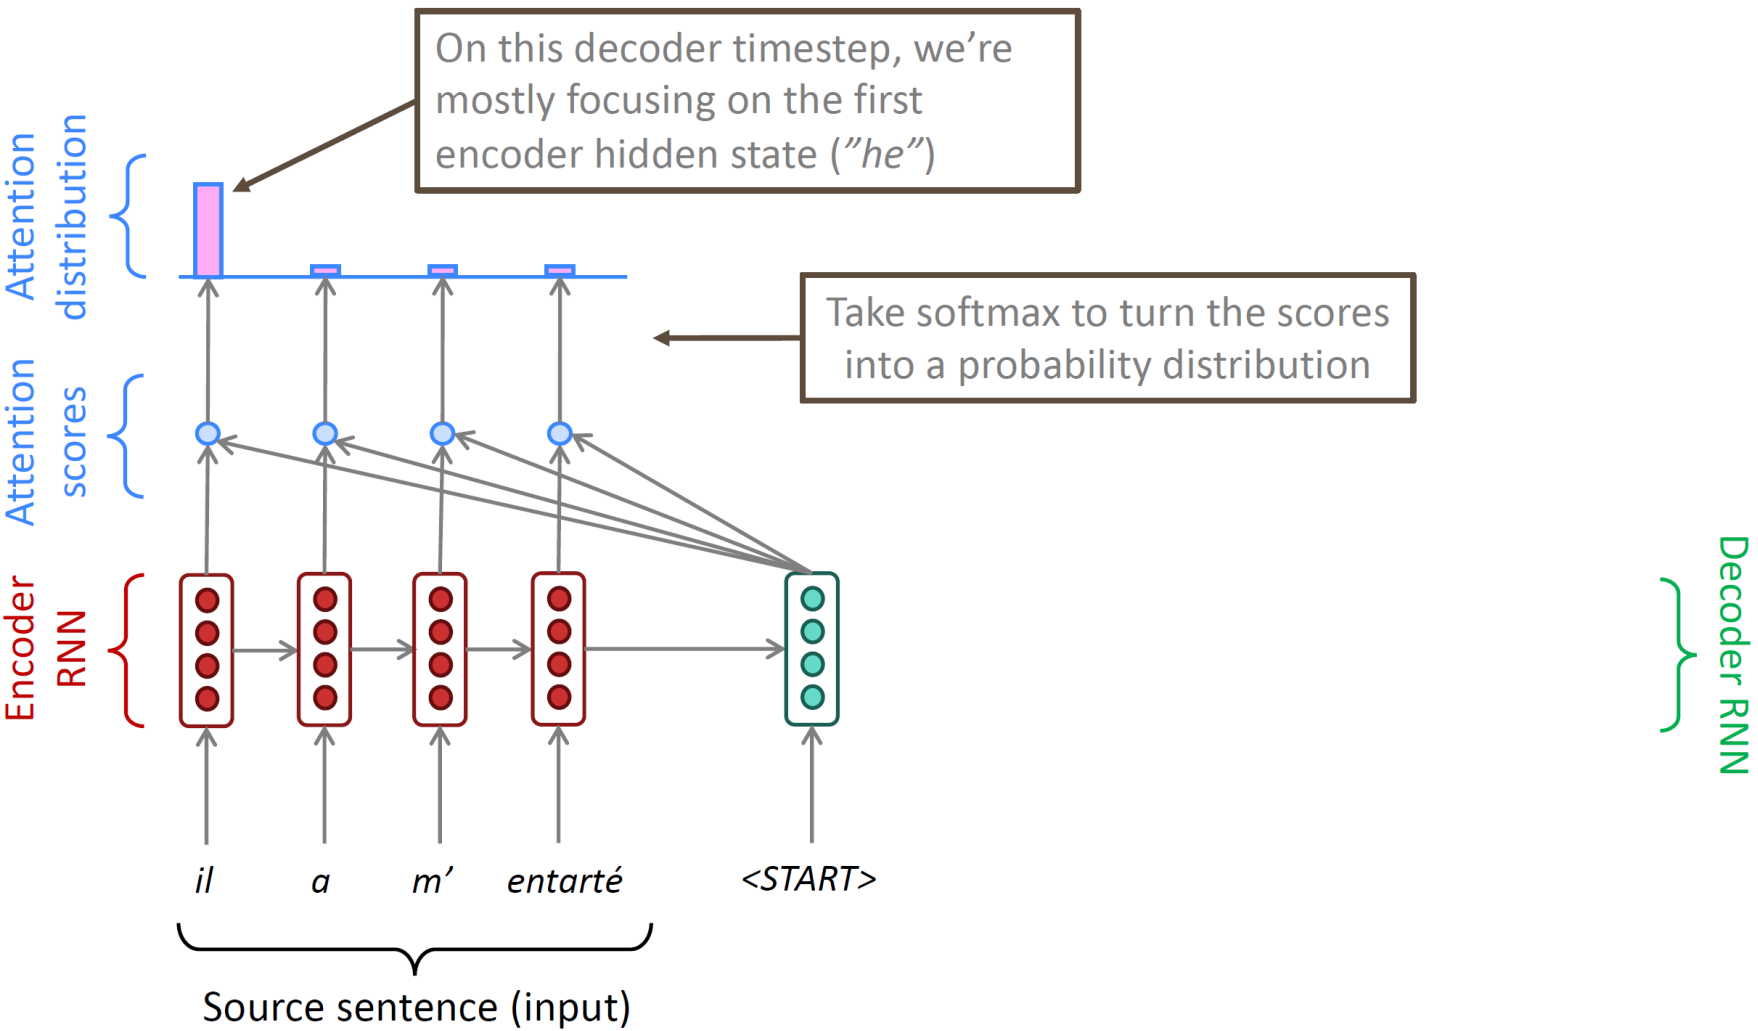 On this decoder timestep, we’re
mostly focusing on the first
encoder hidden state (”he”)
Attention
distribution
Take softmax to turn the scores
into a probability distribution
Attention
scores
Encoder
RNN
Decoder RNN
il a m’ entarté <START>
Source sentence (input)